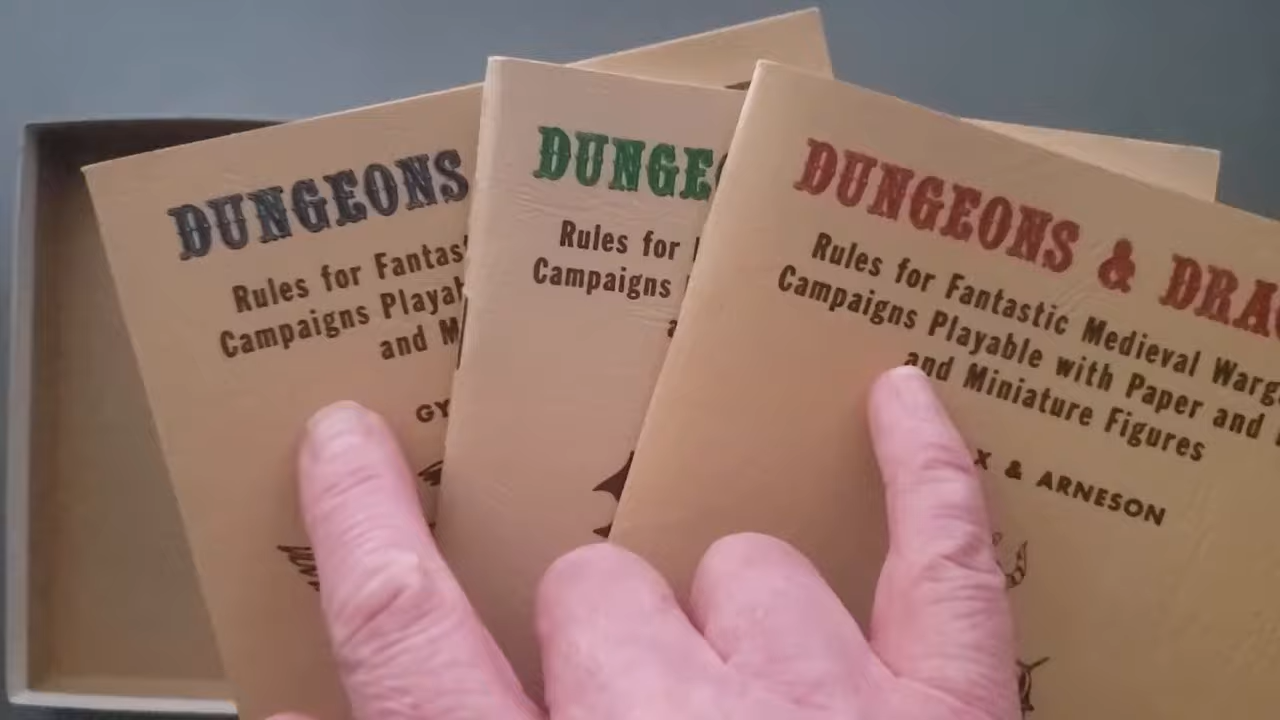 DUNGEONS
Rules for Fantas
Campaigns Playab
and M
GY
DUNGEO
Rules for
Campaigns
a
DUNGEONS & DRA
Rules for Fantastic Medieval Warg
Campaigns Playable with Paper and
and Miniature Figures
X & ARNESON